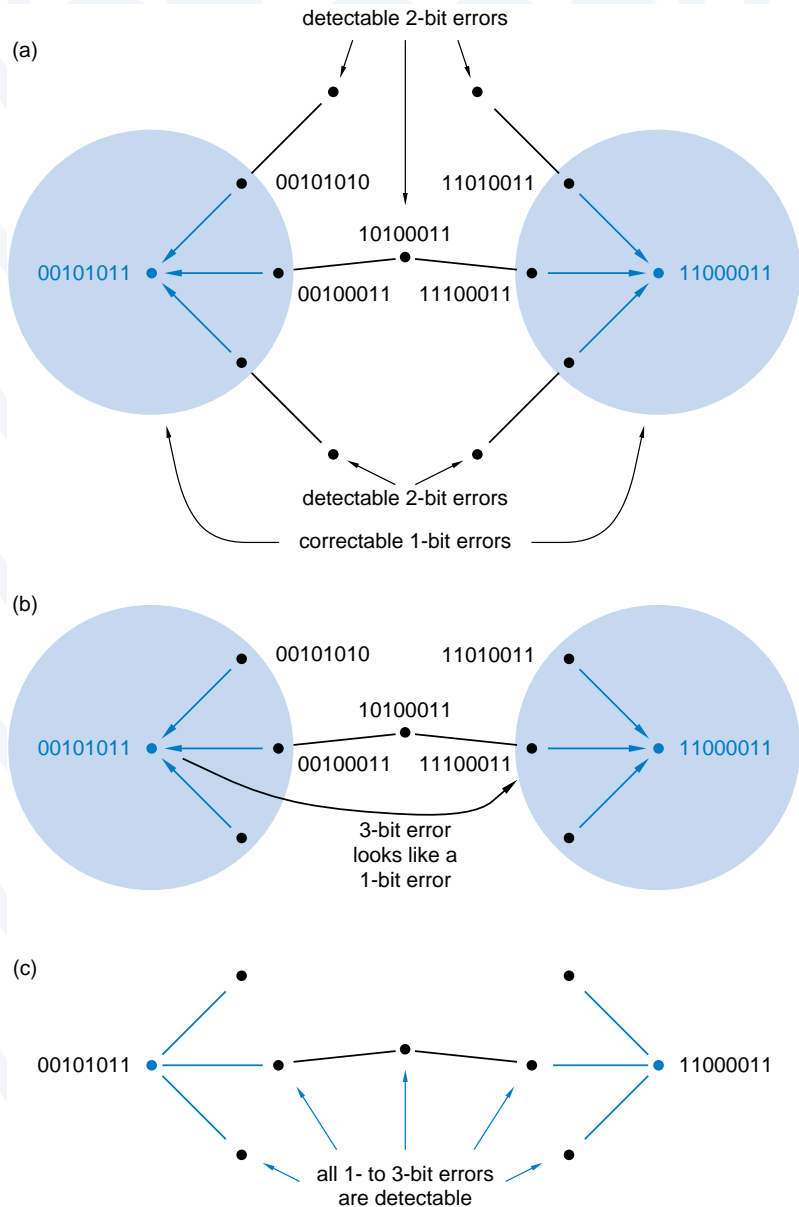 detectable 2-bit errors
(a)
00101010
11010011
10100011
00101011
11000011
00100011
11100011
detectable 2-bit errors
correctable 1-bit errors
(b)
00101010
11010011
10100011
00101011
11000011
00100011
11100011
3-bit error
looks like a
1-bit error
(c)
00101011
11000011
all 1- to 3-bit errors
are detectable